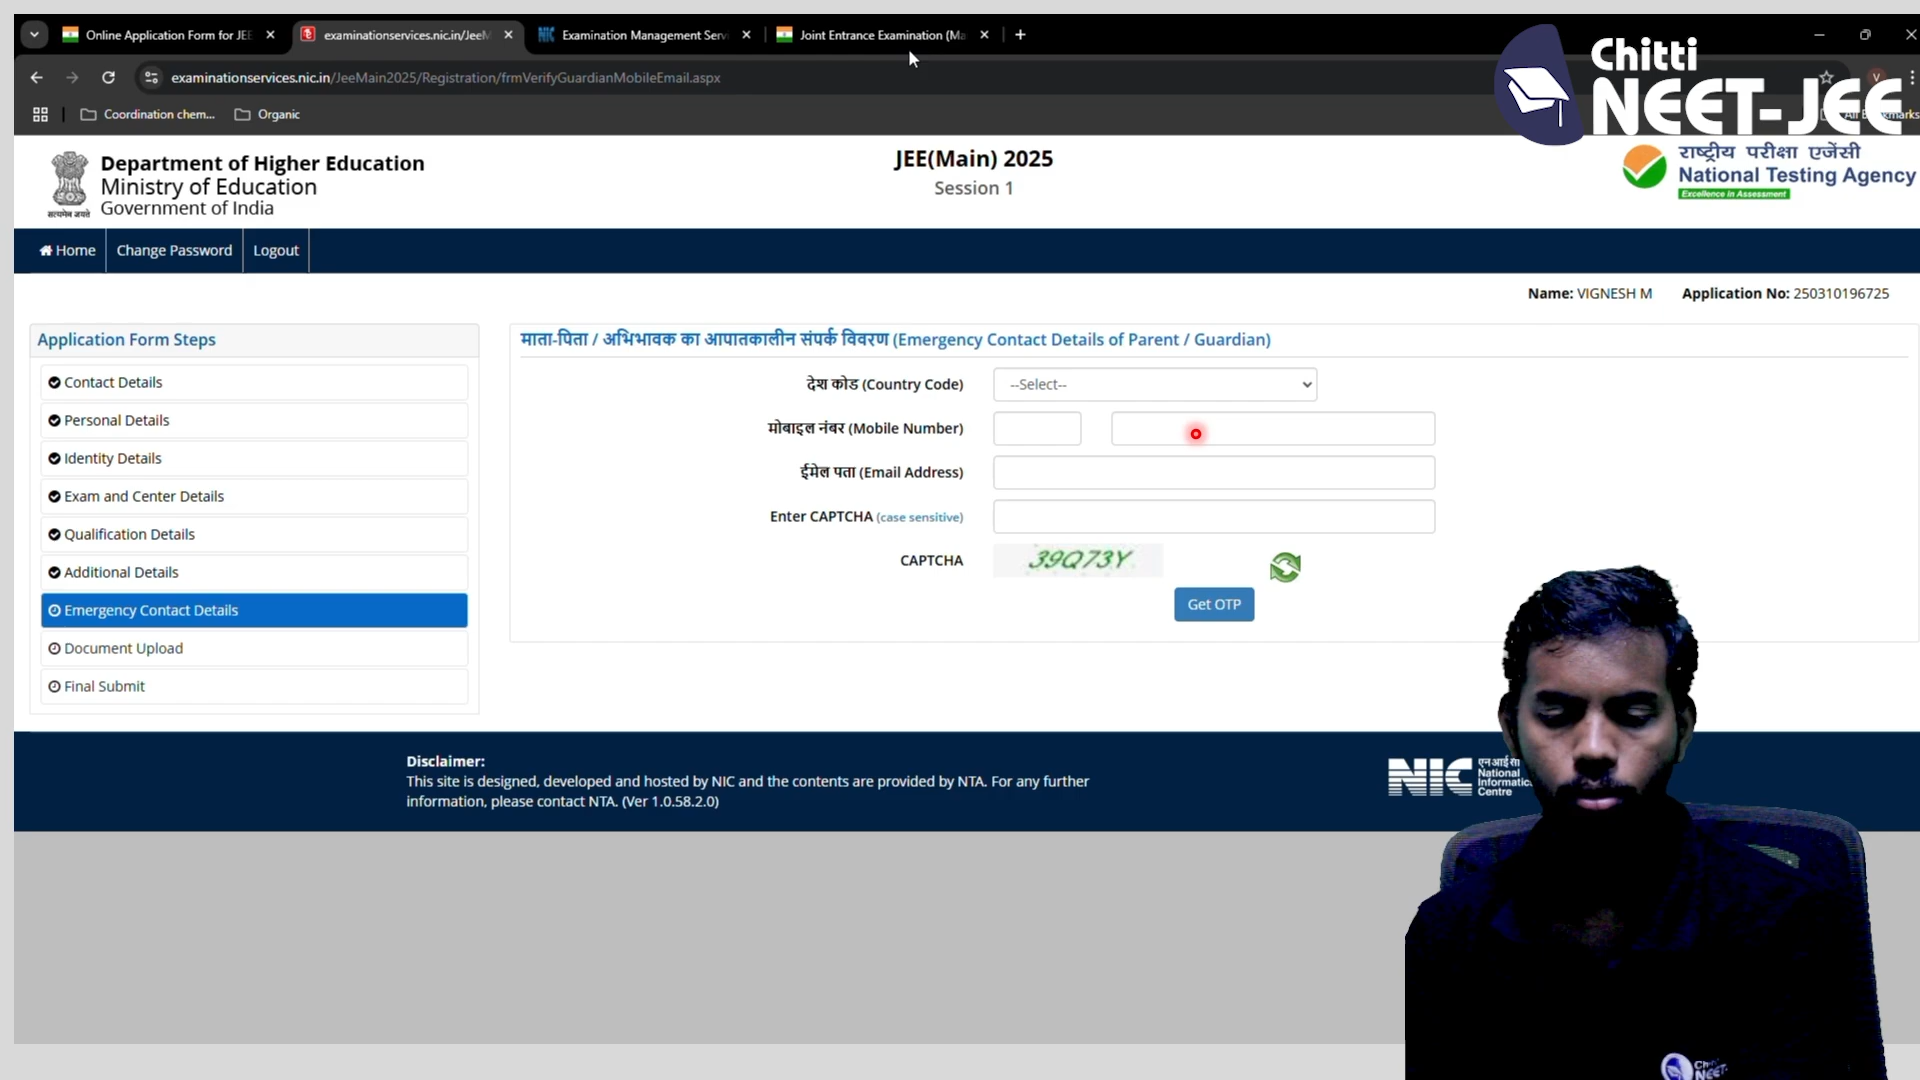 Online Application Form for JEE
examinationservices.nic.in/JeeM
Examination Management Servi
Joint Entrance Examination (Ma
examinationservices.nic.in/JeeMain2025/Registration/frmVerifyGuardianMobileEmail.aspx
V
Coordination chem...
Organic
Chitti
NEET-JEE
Department of Higher Education
Ministry of Education
Government of India
सत्यमेव जयते
JEE(Main) 2025
Session 1
राष्ट्रीय परीक्षा एजेंसी
National Testing Agency
Excellence in Assessment
Home
Change Password
Logout
Name: VIGNESH M
Application No: 250310196725
Application Form Steps
Contact Details
Personal Details
Identity Details
Exam and Center Details
Qualification Details
Additional Details
Emergency Contact Details
Document Upload
Final Submit
माता-पिता / अभिभावक का आपातकालीन संपर्क विवरण (Emergency Contact Details of Parent / Guardian)
देश कोड (Country Code)
--Select--
मोबाइल नंबर (Mobile Number)
ईमेल पता (Email Address)
Enter CAPTCHA (case sensitive)
CAPTCHA
39Q73Y
Get OTP
Disclaimer:
This site is designed, developed and hosted by NIC and the contents are provided by NTA. For any further
information, please contact NTA. (Ver 1.0.58.2.0)
NIC
एनआईसी
National
Informatics
Centre